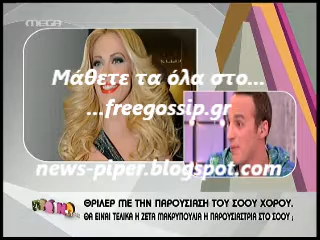 MEGA
Μάθετε τα όλα στο...
...freegossip.gr
news-piper.blogspot.com
ΘΡΙΛΕΡ ΜΕ ΤΗΝ ΠΑΡΟΥΣΙΑΣΗ ΤΟΥ ΣΟΟΥ ΧΟΡΟΥ.
ΘΑ ΕΙΝΑΙ ΤΕΛΙΚΑ Η ΖΕΤΑ ΜΑΚΡΥΠΟΥΛΙΑ Η ΠΑΡΟΥΣΙΑΣΤΡΙΑ ΣΤΟ ΣΟΟΥ ;